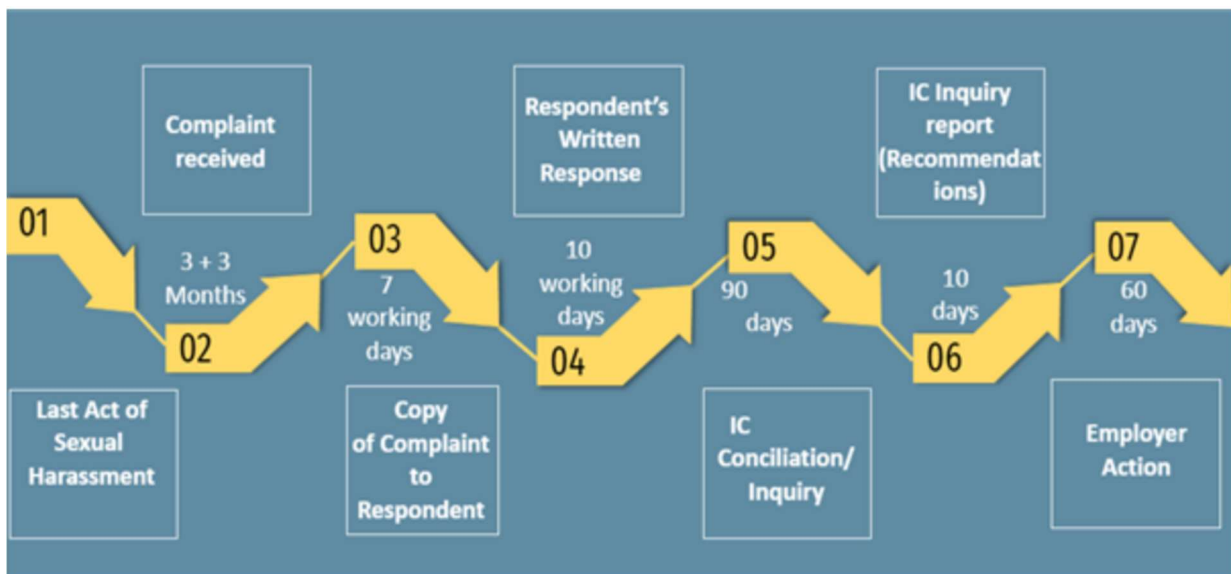 01
Last Act of
Sexual
Harassment
Complaint
received
3 + 3
Months
02
03
7
working
days
Copy
of Complaint
to
Respondent
Respondent's
Written
Response
10
working
days
04
05
90
days
IC
Conciliation/
Inquiry
IC Inquiry
report
(Recommendat
ions)
10
days
06
07
60
days
Employer
Action